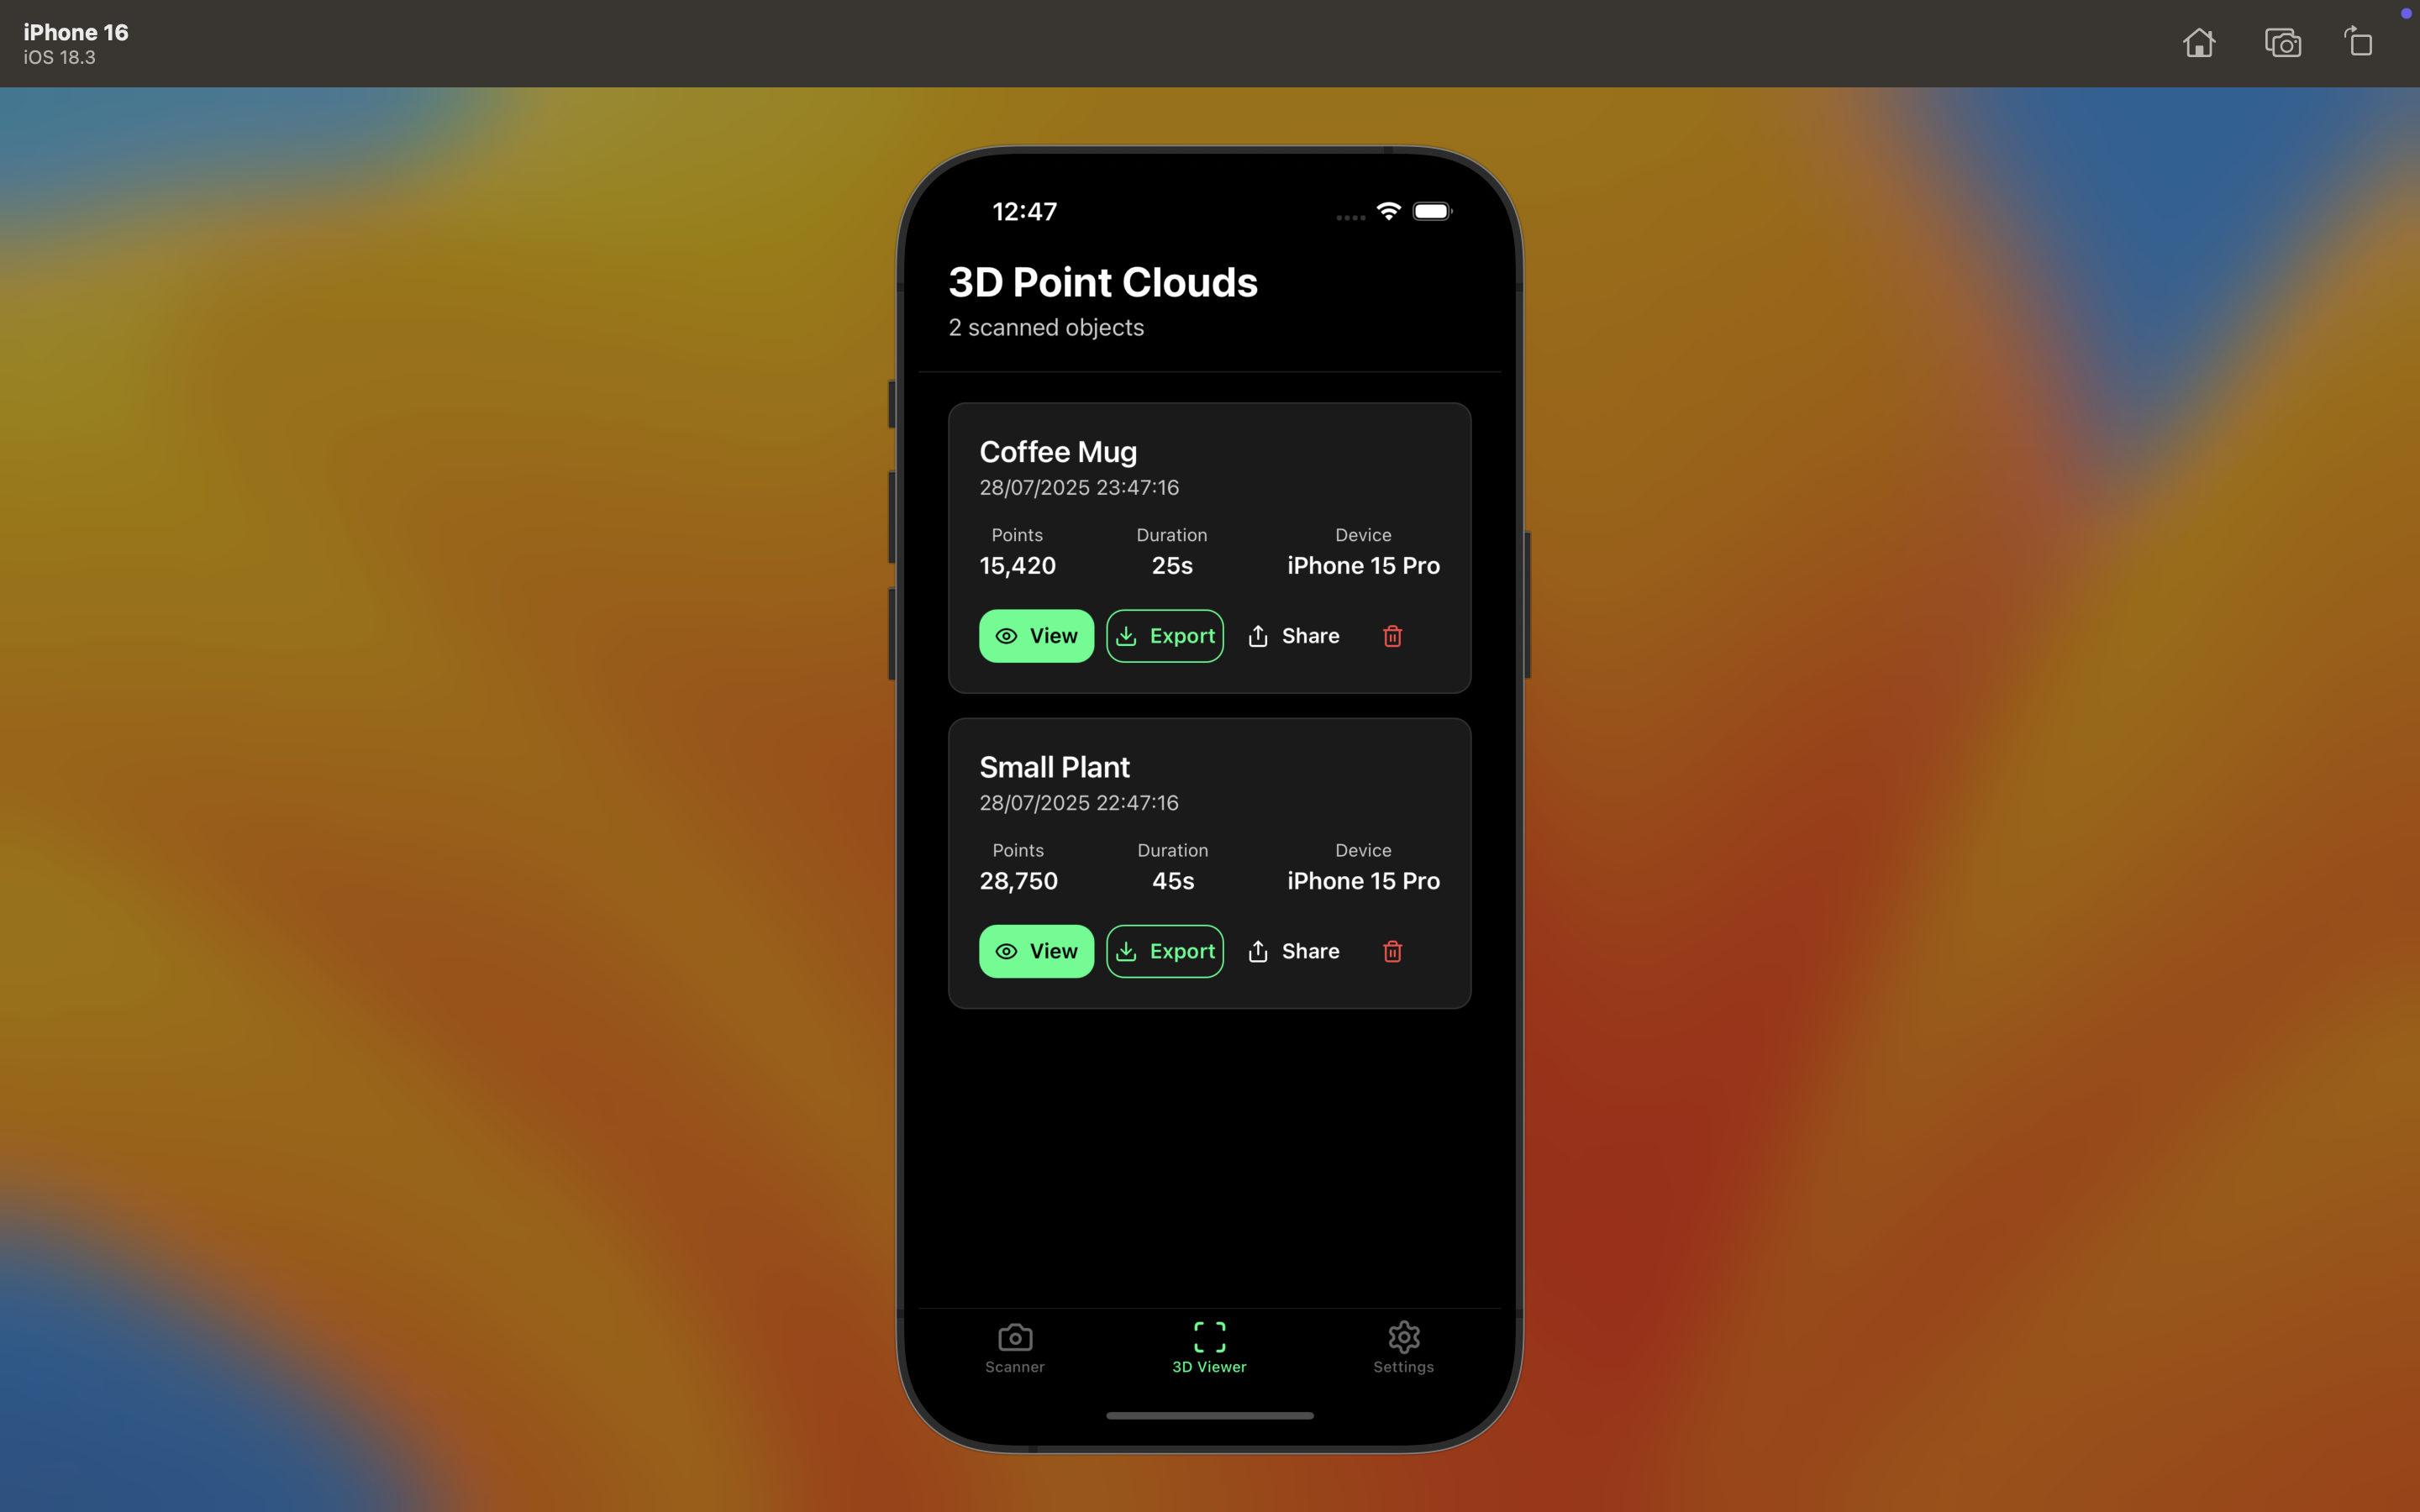 iPhone 16
iOS 18.3
12:47
3D Point Clouds
2 scanned objects
Coffee Mug
28/07/2025 23:47:16
Points Duration Device
15,420 25s iPhone 15 Pro
View Export Share
Small Plant
28/07/2025 22:47:16
Points Duration Device
28,750 45s iPhone 15 Pro
View Export Share
Scanner 3D Viewer Settings